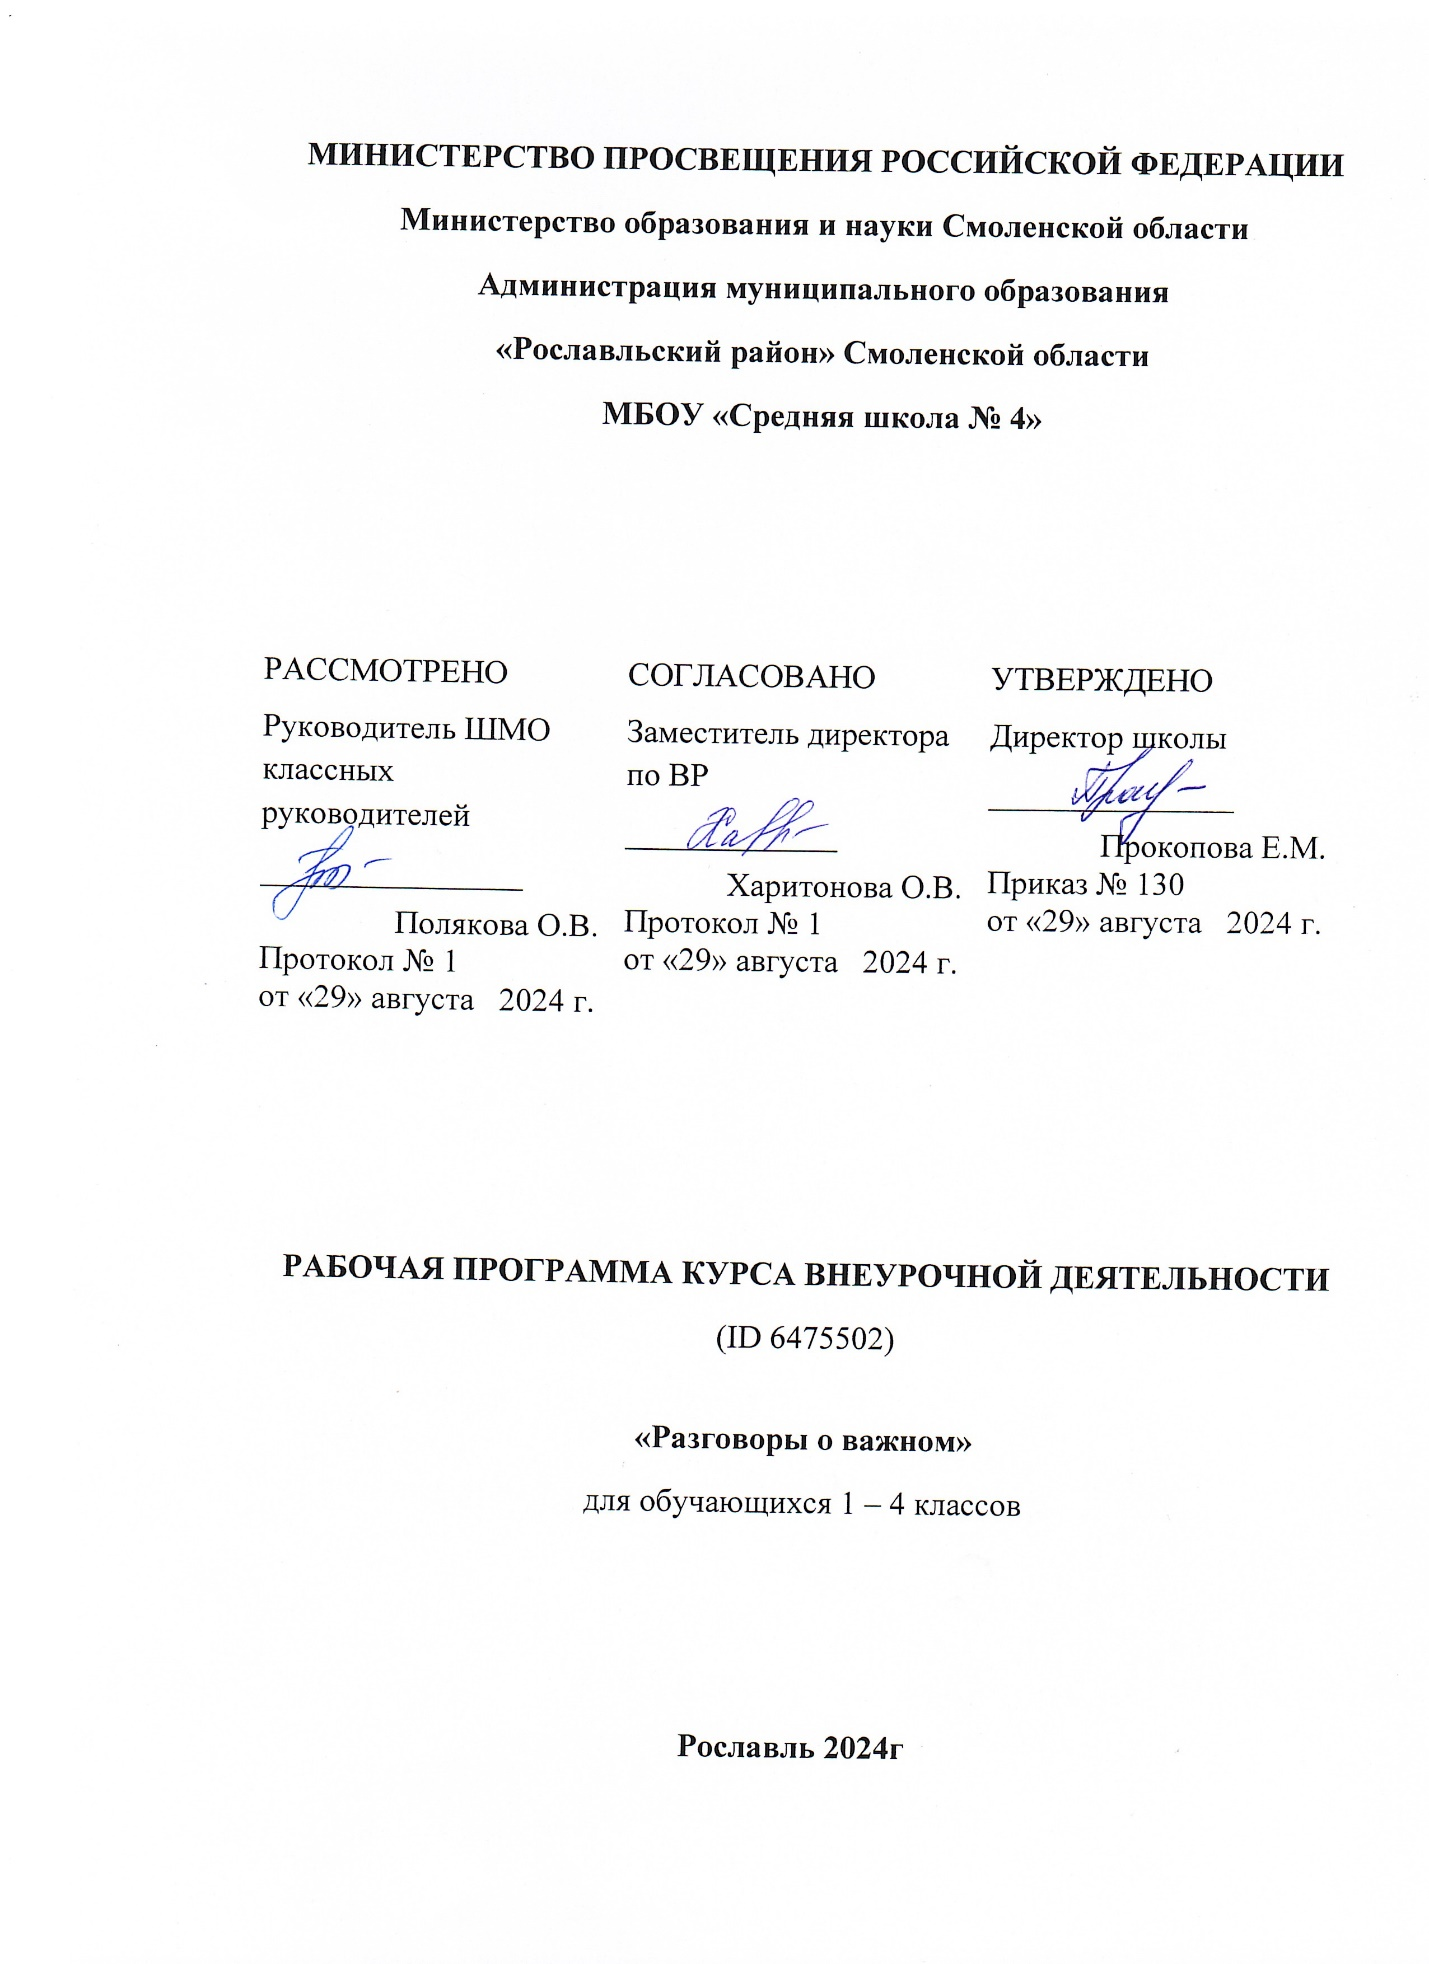 МИНИСТЕРСТВО ПРОСВЕЩЕНИЯ РОССИЙСКОЙ ФЕДЕРАЦИИ
Министерство образования и науки Смоленской области
Администрация муниципального образования
«Рославльский район» Смоленской области
МБОУ «Средняя школа № 4»
РАССМОТРЕНО
Руководитель ШМО
классных
руководителей
Полякова О.В.
Протокол № 1
от «29» августа 2024 г.
СОГЛАСОВАНО
Заместитель директора
по ВР
Харитонова О.В.
Протокол № 1
от «29» августа 2024 г.
УТВЕРЖДЕНО
Директор школы
Прокопова Е.М.
Приказ № 130
от «29» августа 2024 г.
РАБОЧАЯ ПРОГРАММА КУРСА ВНЕУРОЧНОЙ ДЕЯТЕЛЬНОСТИ
(ID 6475502)
«Разговоры о важном»
для обучающихся 1 – 4 классов
Рославль 2024г